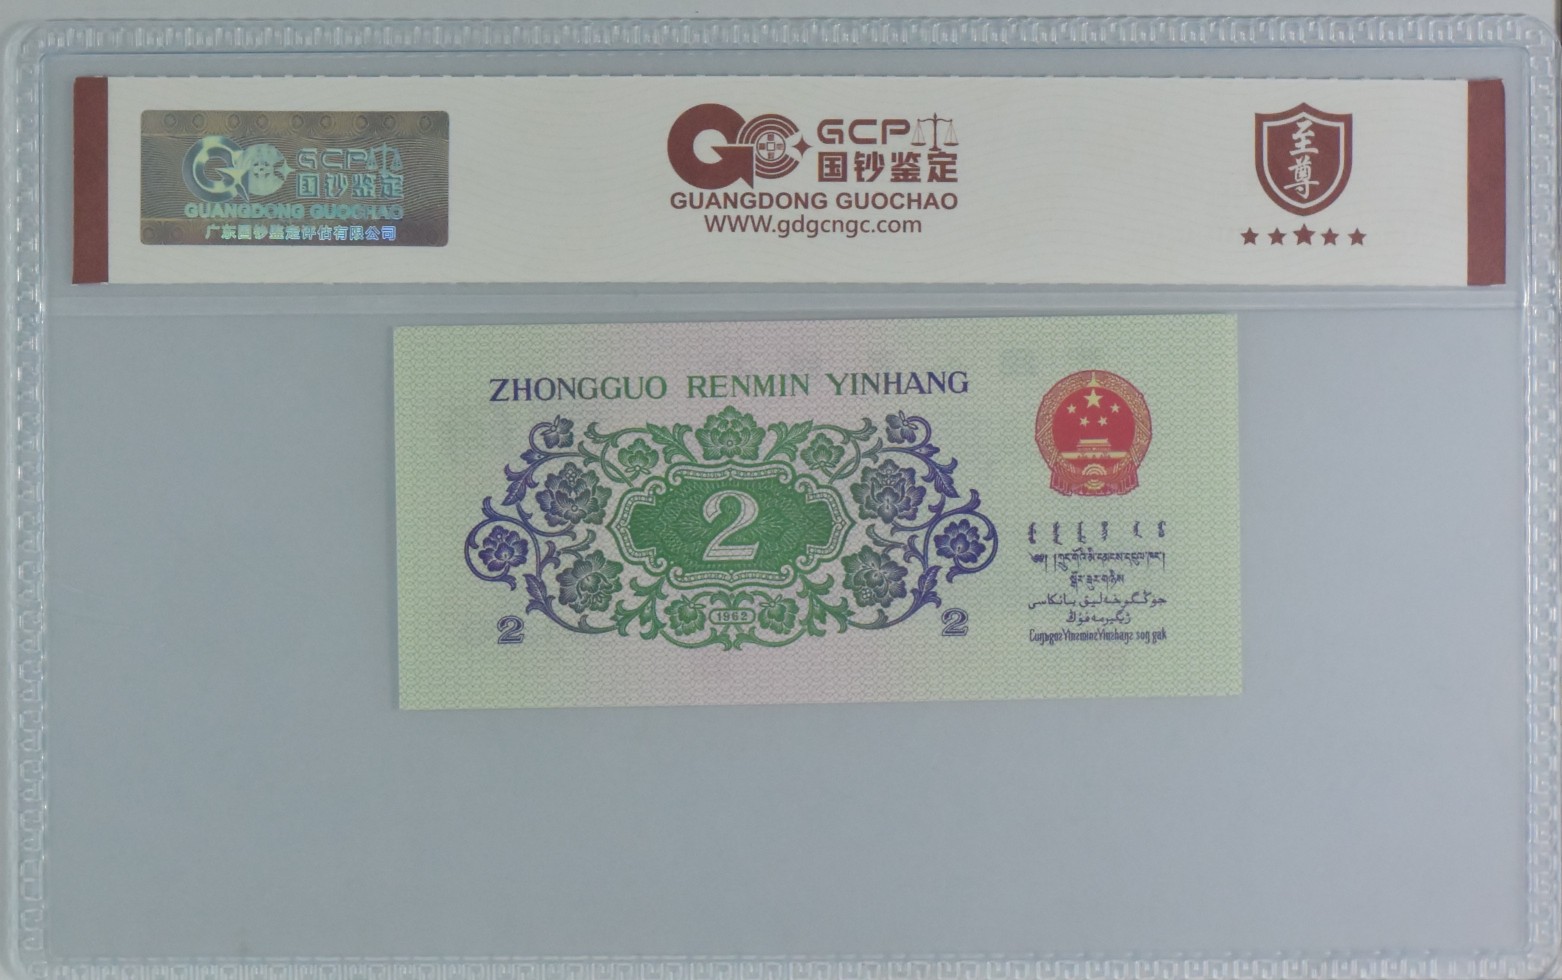 GCP
国钞鉴定
GUANGDONG GUOCHAO
广东国钞鉴定评估有限公司
GCP
国钞鉴定
GUANGDONG GUOCHAO
WWW.gdgcngc.com
至尊
ZHONGGUO RENMIN YINHANG
2
1962
2
2
جۇڭگوخەلىق بانكاسى